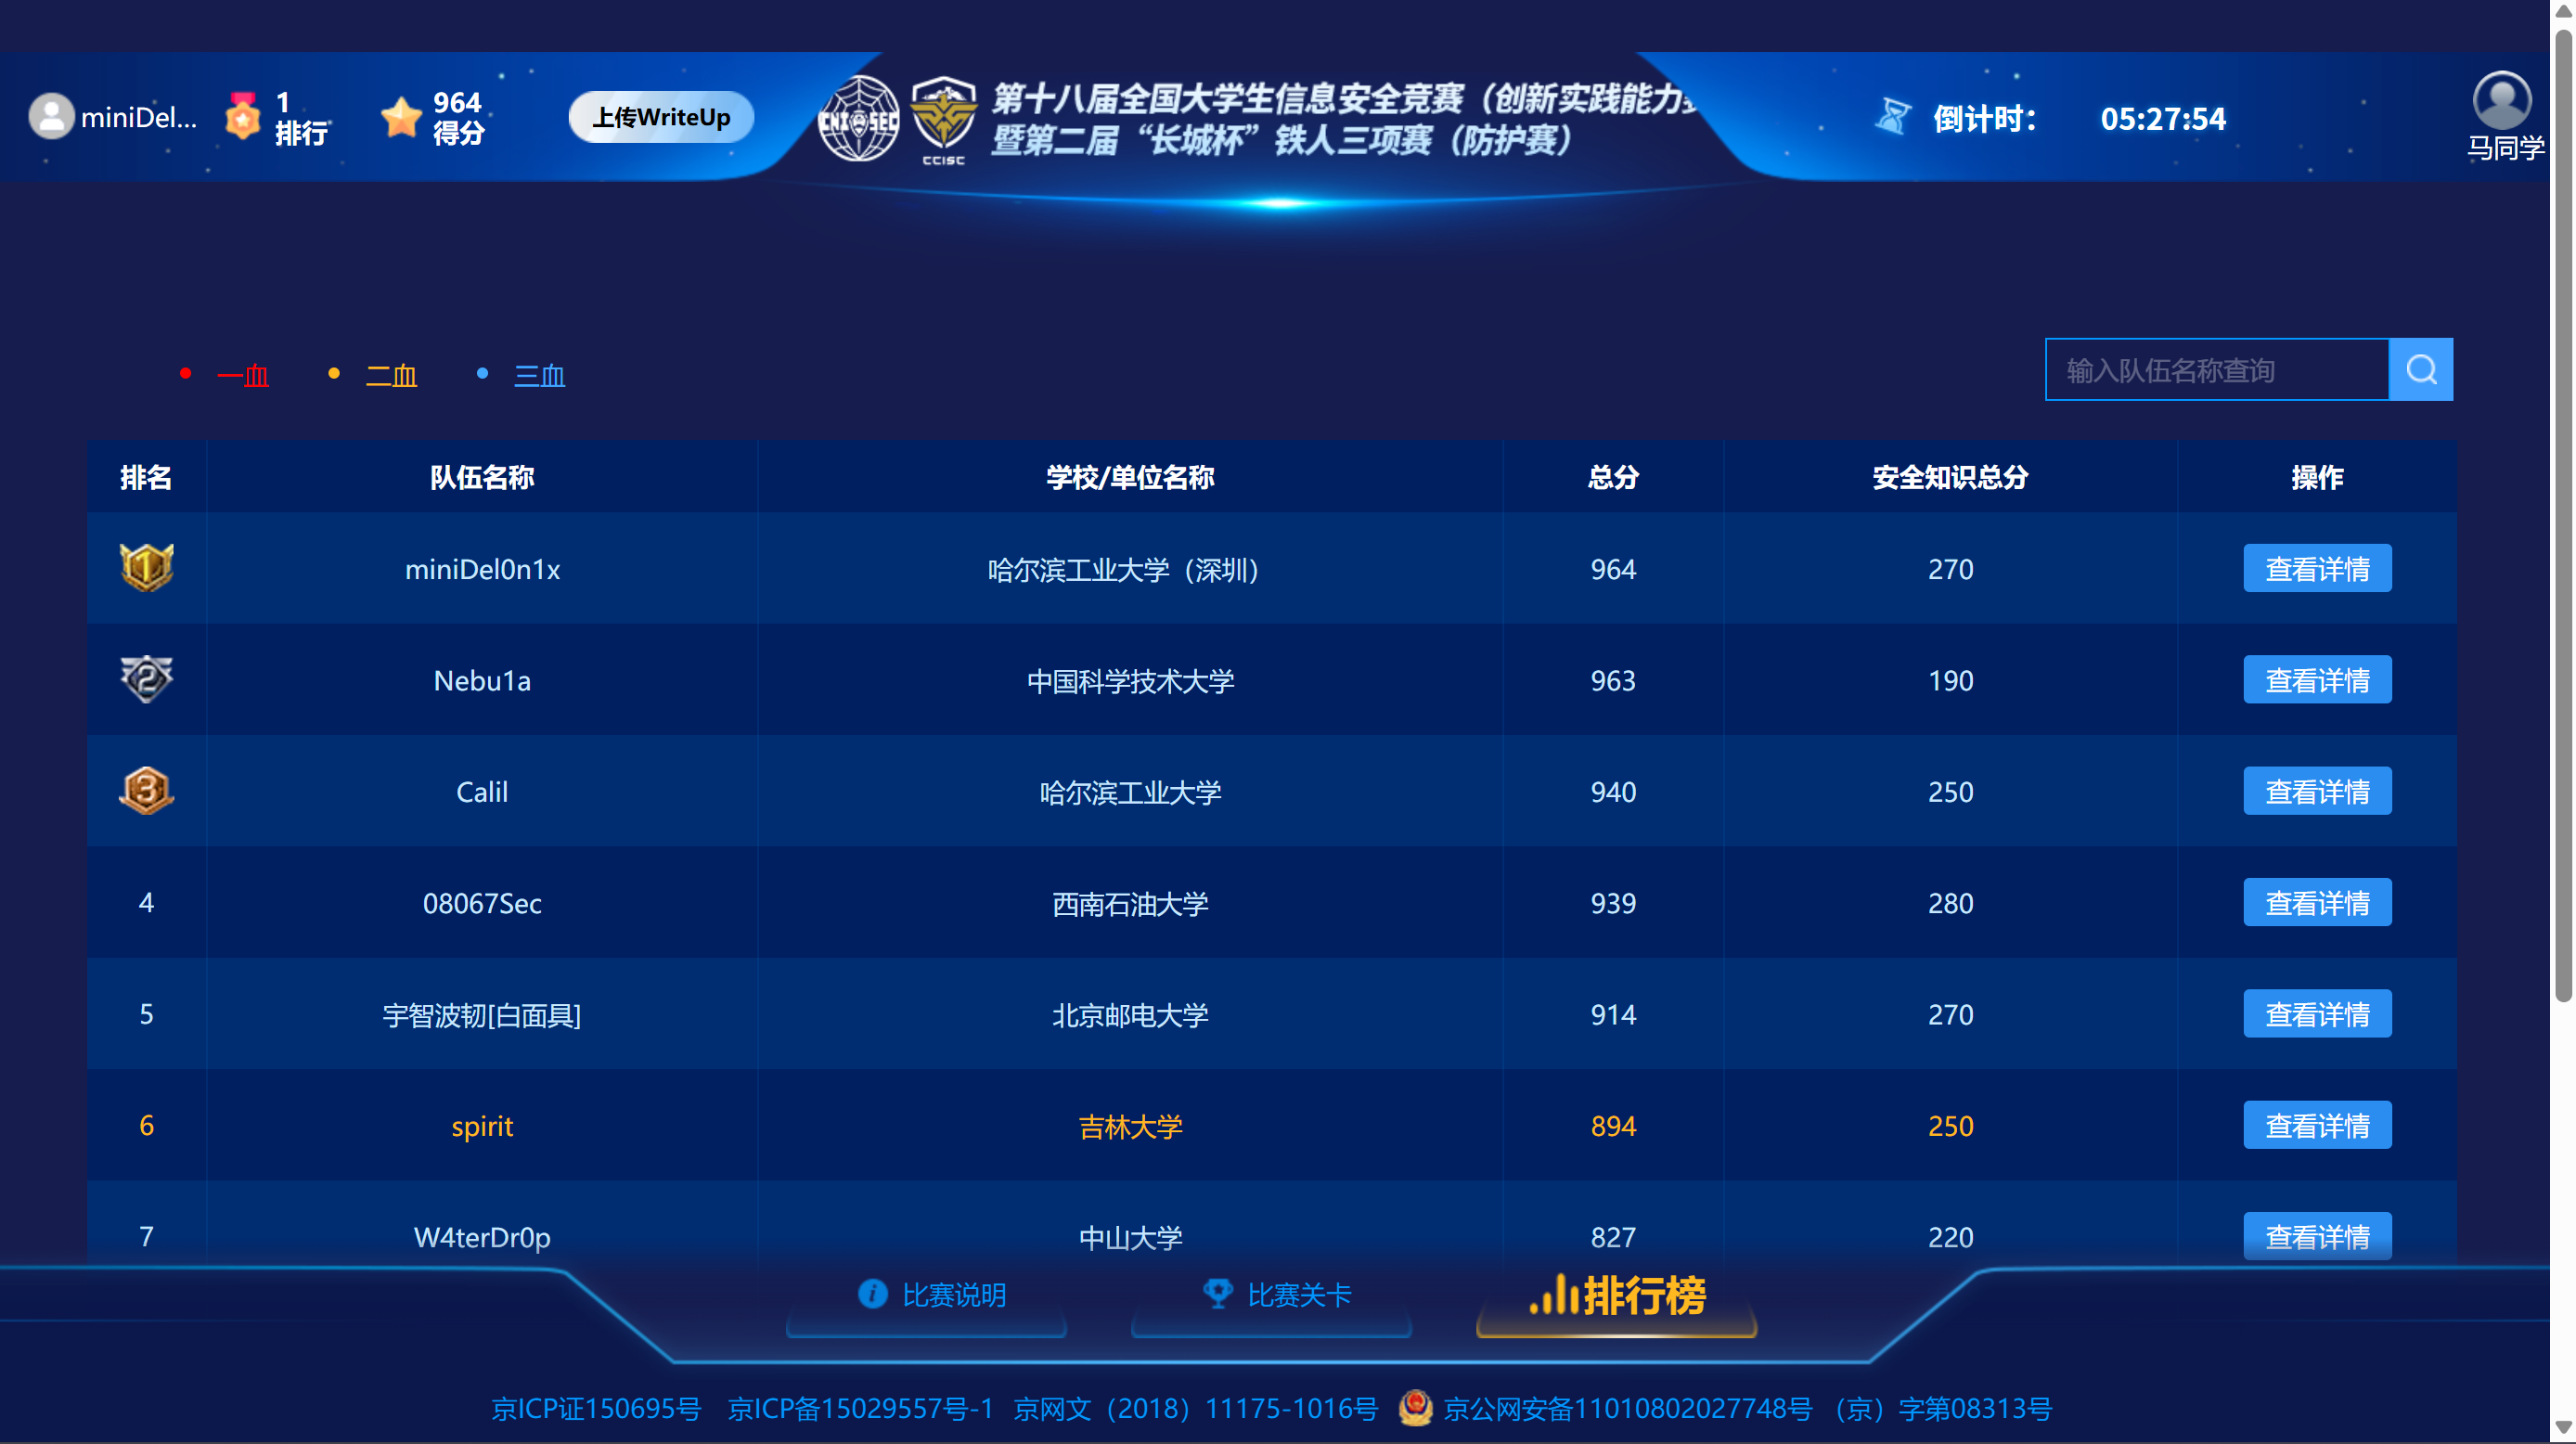 miniDel...
1
排行
964
得分
上传WriteUp
CNISEC
CCISC
第十八届全国大学生信息安全竞赛（创新实践能力
暨第二届“长城杯”铁人三项赛（防护赛）
倒计时： 05:27:54
马同学
一血 二血 三血
输入队伍名称查询
排名 队伍名称 学校/单位名称 总分 安全知识总分 操作
1 miniDel0n1x 哈尔滨工业大学（深圳） 964 270 查看详情
2 Nebu1a 中国科学技术大学 963 190 查看详情
3 Calil 哈尔滨工业大学 940 250 查看详情
4 08067Sec 西南石油大学 939 280 查看详情
5 宇智波韧[白面具] 北京邮电大学 914 270 查看详情
6 spirit 吉林大学 894 250 查看详情
7 W4terDr0p 中山大学 827 220 查看详情
比赛说明 比赛关卡 排行榜
京ICP证150695号 京ICP备15029557号-1 京网文（2018）11175-1016号 京公网安备11010802027748号 （京）字第08313号